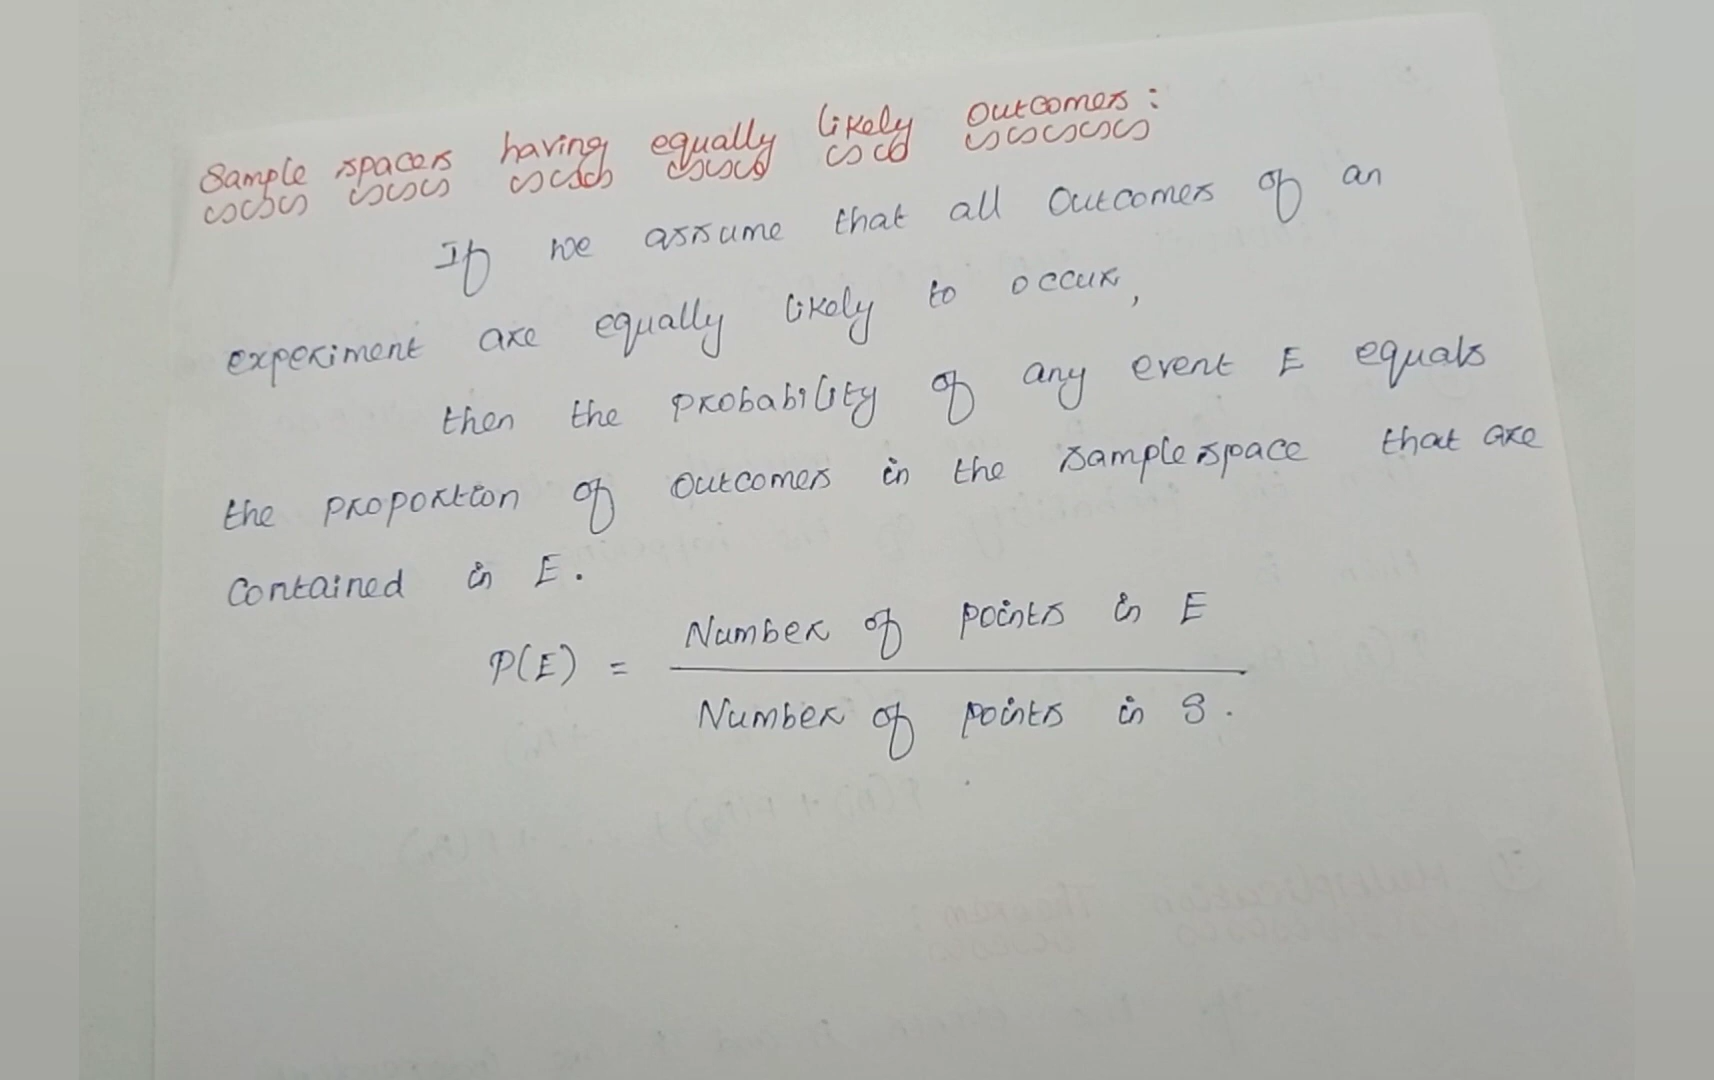 Sample spaces having equally likely outcomes:
If we assume that all outcomes of an
experiment are equally likely to occur,
then the probability of any event E equals
the proportion of outcomes in the sample space that are
Contained in E.
P(E) = Number of points in E
Number of points in S.